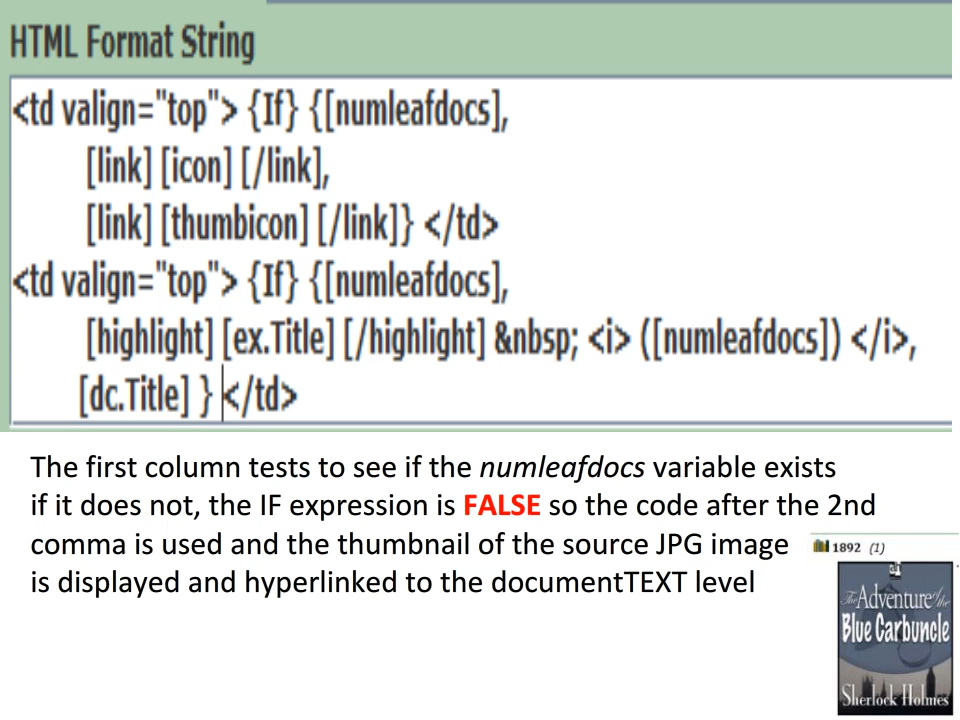 HTML Format String
<td valign="top"> {If} {[numleafdocs],
[link] [icon] [/link],
[link] [thumbicon] [/link]} </td>
<td valign="top"> {If} {[numleafdocs],
[highlight] [ex.Title] [/highlight] &nbsp; <i> ([numleafdocs]) </i>,
[dc.Title] } </td>
The first column tests to see if the numleafdocs variable exists
if it does not, the IF expression is FALSE so the code after the 2nd
comma is used and the thumbnail of the source JPG image
is displayed and hyperlinked to the documentTEXT level
1892 (1)
The Adventure of the
Blue Carbuncle
Sherlock Holmes